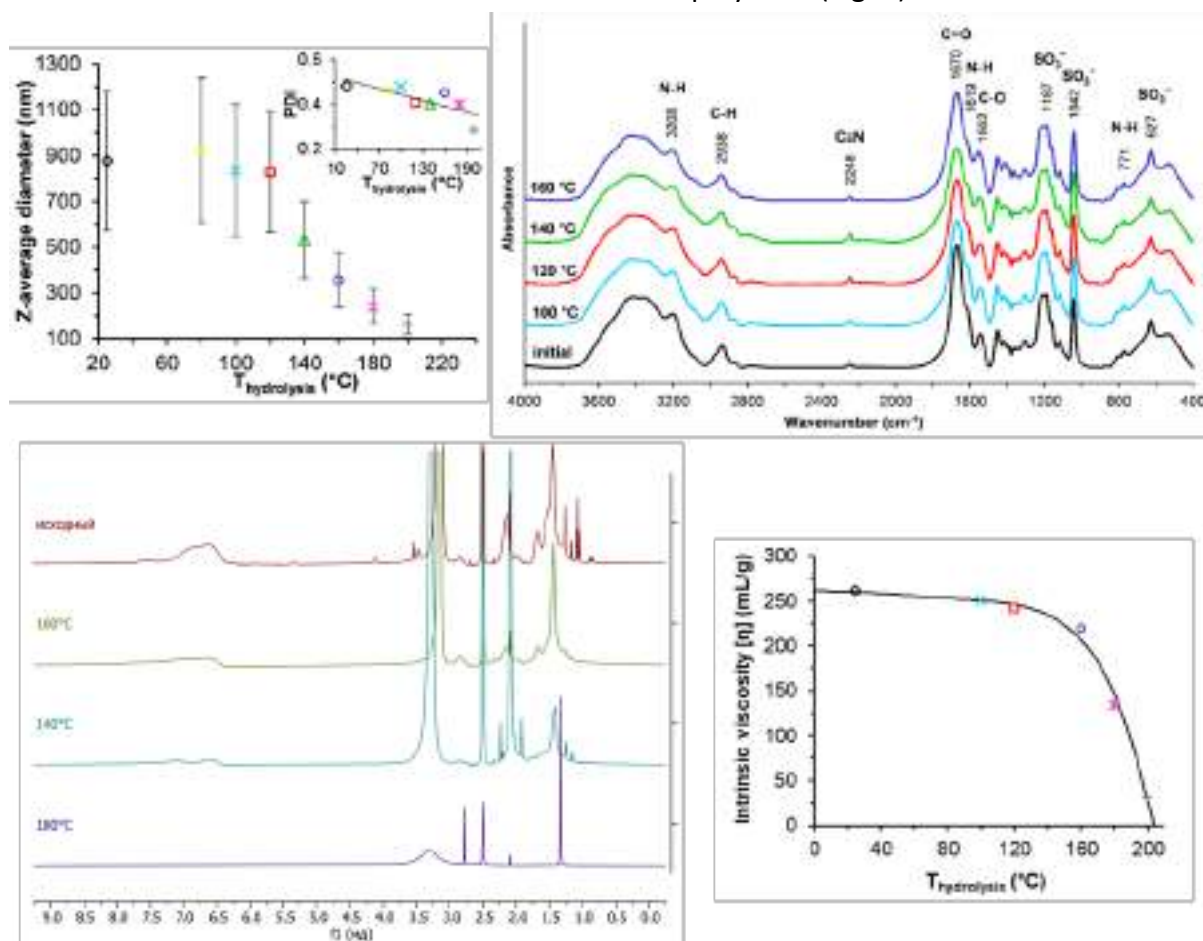 1300
1100
900
700
500
300
100
Z-average diameter (nm)
20
60
100
140
180
220
T hydrolysis (°C)
0.5
0.4
0.3
0.2
PDI
10
70
130
190
T hydrolysis (°C)
C=O
N-H
C-H
C≡N
N-H
C-O
SO₃⁻
SO₃⁻
N-H
SO₃⁻
2248
1670
1187
1042
771
627
160 °C
140 °C
120 °C
100 °C
initial
Absorbance
4000
3600
3200
2800
2400
2000
1600
1200
800
400
Wavenumber (cm⁻¹)
исходный
160°C
140°C
180°C
9.0 8.5 8.0 7.5 7.0 6.5 6.0 5.5 5.0 4.5 4.0 3.5 3.0 2.5 2.0 1.5 1.0 0.5 0.0
f1 (мд)
300
250
200
150
100
50
0
Intrinsic viscosity [η] (mL/g)
0
40
80
120
160
200
T hydrolysis (°C)